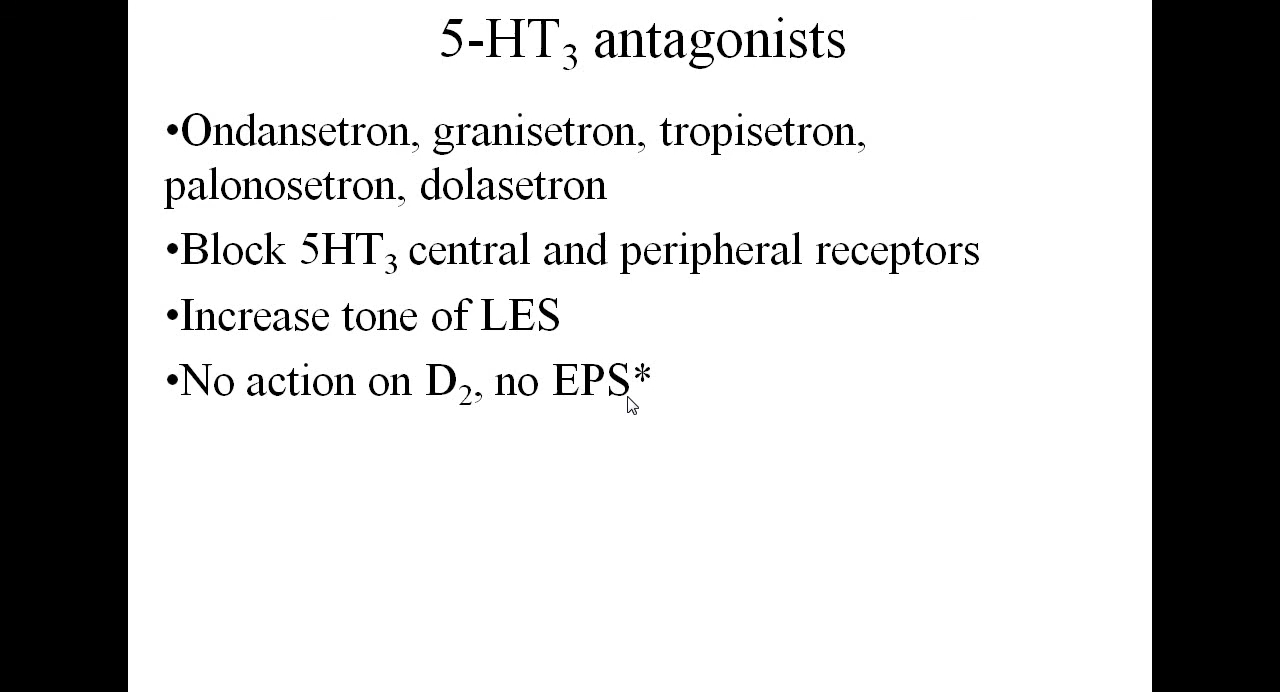 5-HT₃ antagonists
•Ondansetron, granisetron, tropisetron,
palonosetron, dolasetron
•Block 5HT₃ central and peripheral receptors
•Increase tone of LES
•No action on D₂, no EPS*